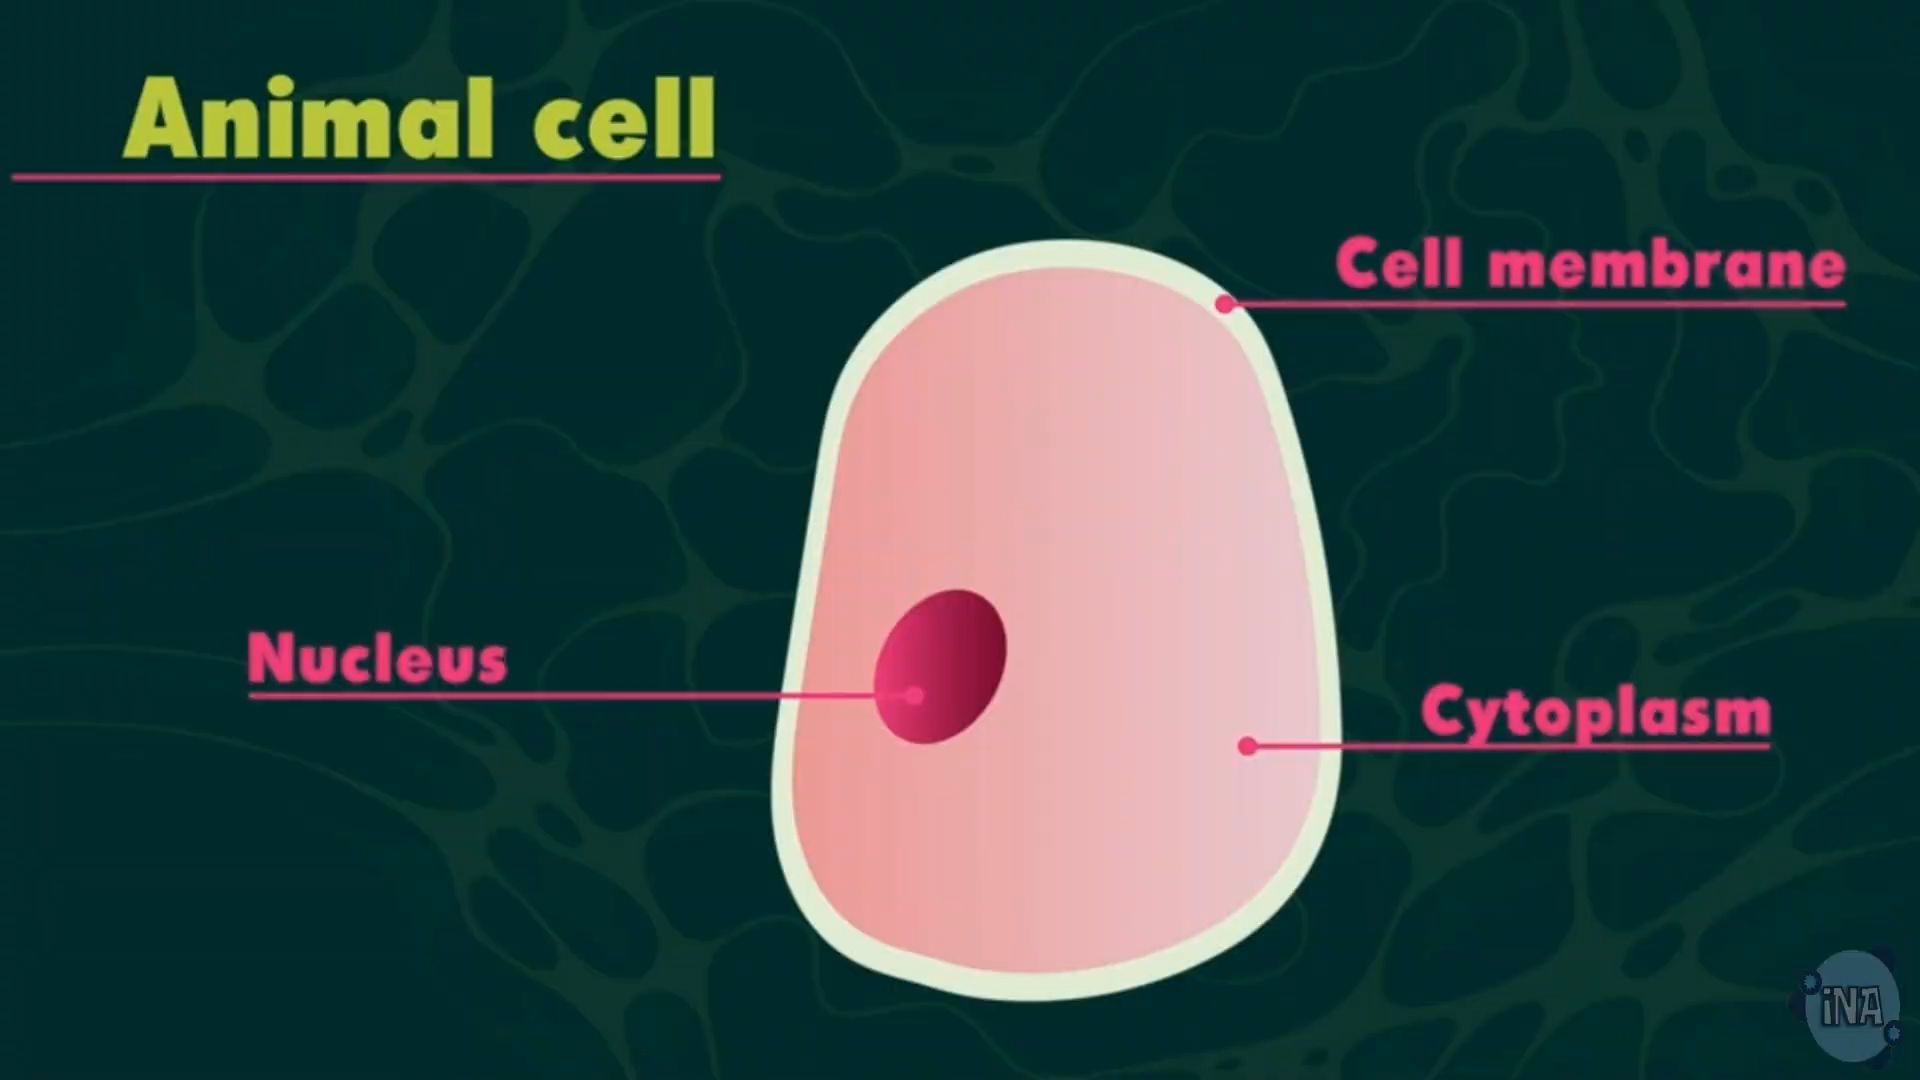 Animal cell
Cell membrane
Nucleus
Cytoplasm
iNA